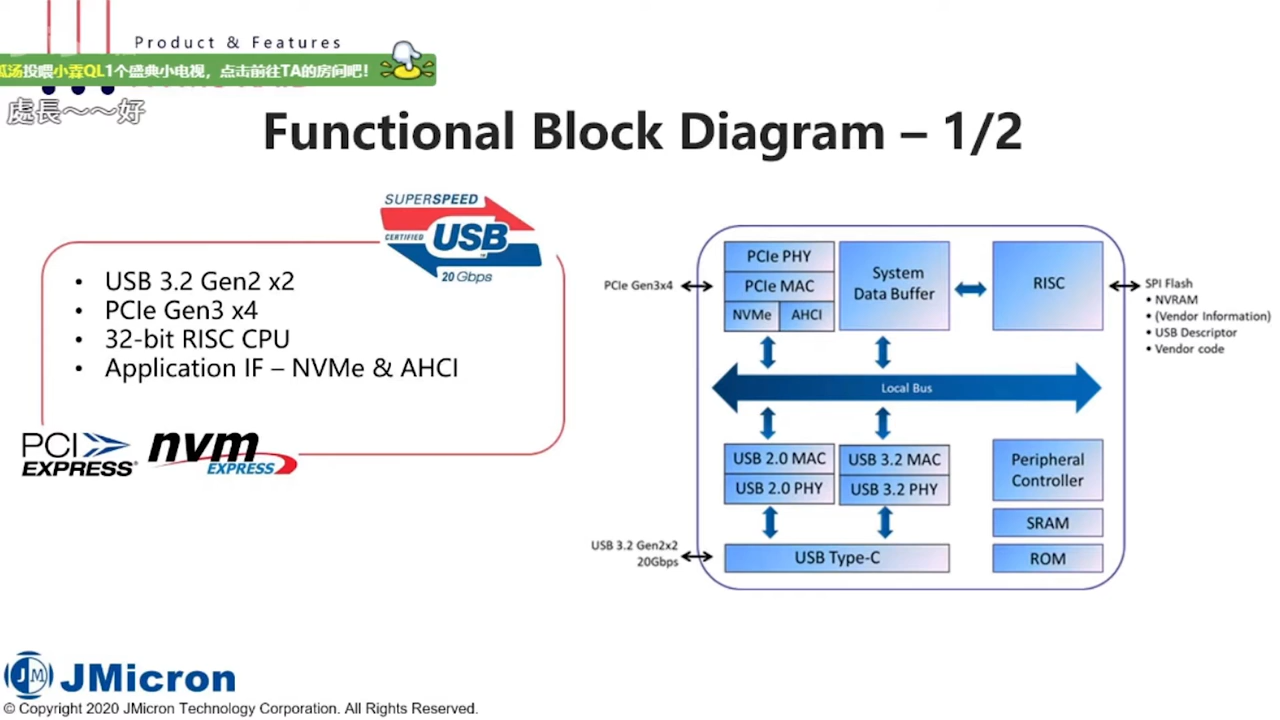 Product & Features
狐汤投喂小霖QL1个盛典小电视，点击前往TA的房间吧！
處長～～好
Functional Block Diagram – 1/2
SUPERSPEED
CERTIFIED
USB
20 Gbps
• USB 3.2 Gen2 x2
• PCIe Gen3 x4
• 32-bit RISC CPU
• Application IF – NVMe & AHCI
PCI
EXPRESS®
nvm
EXPRESS
PCIe Gen3x4
PCIe PHY
PCIe MAC
NVMe
AHCI
System
Data Buffer
RISC
SPI Flash
• NVRAM
• (Vendor Information)
• USB Descriptor
• Vendor code
Local Bus
USB 2.0 MAC
USB 2.0 PHY
USB 3.2 MAC
USB 3.2 PHY
Peripheral
Controller
SRAM
ROM
USB 3.2 Gen2x2
20Gbps
USB Type-C
JM
JMicron
© Copyright 2020 JMicron Technology Corporation. All Rights Reserved.